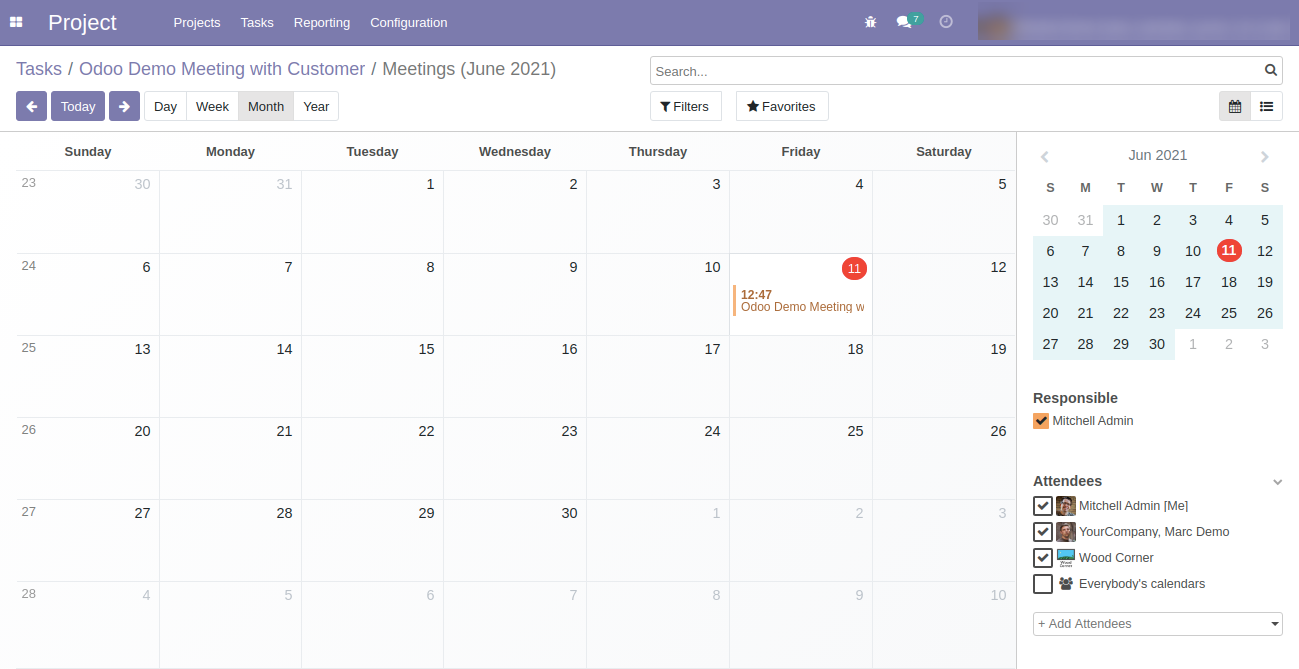 Project Projects Tasks Reporting Configuration 7
Tasks / Odoo Demo Meeting with Customer / Meetings (June 2021)
Search...
Today Day Week Month Year Filters Favorites
Sunday Monday Tuesday Wednesday Thursday Friday Saturday
23 30 31 1 2 3 4 5
24 6 7 8 9 10 11 12
12:47
Odoo Demo Meeting w
25 13 14 15 16 17 18 19
26 20 21 22 23 24 25 26
27 27 28 29 30 1 2 3
28 4 5 6 7 8 9 10
Jun 2021
S M T W T F S
30 31 1 2 3 4 5
6 7 8 9 10 11 12
13 14 15 16 17 18 19
20 21 22 23 24 25 26
27 28 29 30 1 2 3
Responsible
Mitchell Admin
Attendees
Mitchell Admin [Me]
YourCompany, Marc Demo
Wood Corner
Everybody's calendars
+ Add Attendees